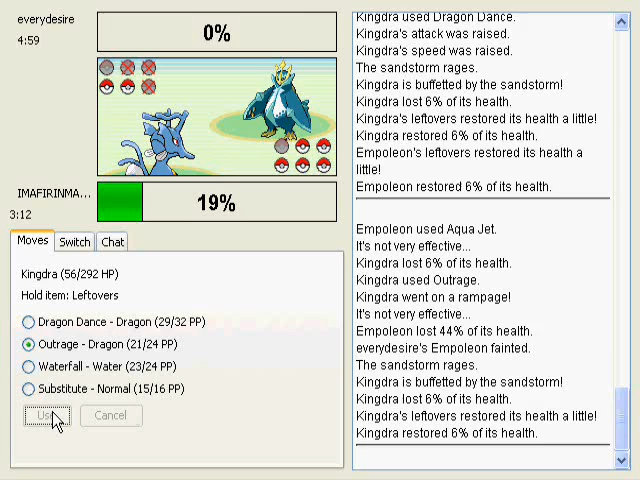 everydesire
4:59
0%
IMAFIRINMA...
3:12
19%
Moves Switch Chat
Kingdra (56/292 HP)
Hold item: Leftovers
Dragon Dance - Dragon (29/32 PP)
Outrage - Dragon (21/24 PP)
Waterfall - Water (23/24 PP)
Substitute - Normal (15/16 PP)
Cancel
Kingdra used Dragon Dance.
Kingdra's attack was raised.
Kingdra's speed was raised.
The sandstorm rages.
Kingdra is buffetted by the sandstorm!
Kingdra lost 6% of its health.
Kingdra's leftovers restored its health a little!
Kingdra restored 6% of its health.
Empoleon's leftovers restored its health a
little!
Empoleon restored 6% of its health.
Empoleon used Aqua Jet.
It's not very effective...
Kingdra lost 6% of its health.
Kingdra used Outrage.
Kingdra went on a rampage!
It's not very effective...
Empoleon lost 44% of its health.
everydesire's Empoleon fainted.
The sandstorm rages.
Kingdra is buffetted by the sandstorm!
Kingdra lost 6% of its health.
Kingdra's leftovers restored its health a little!
Kingdra restored 6% of its health.